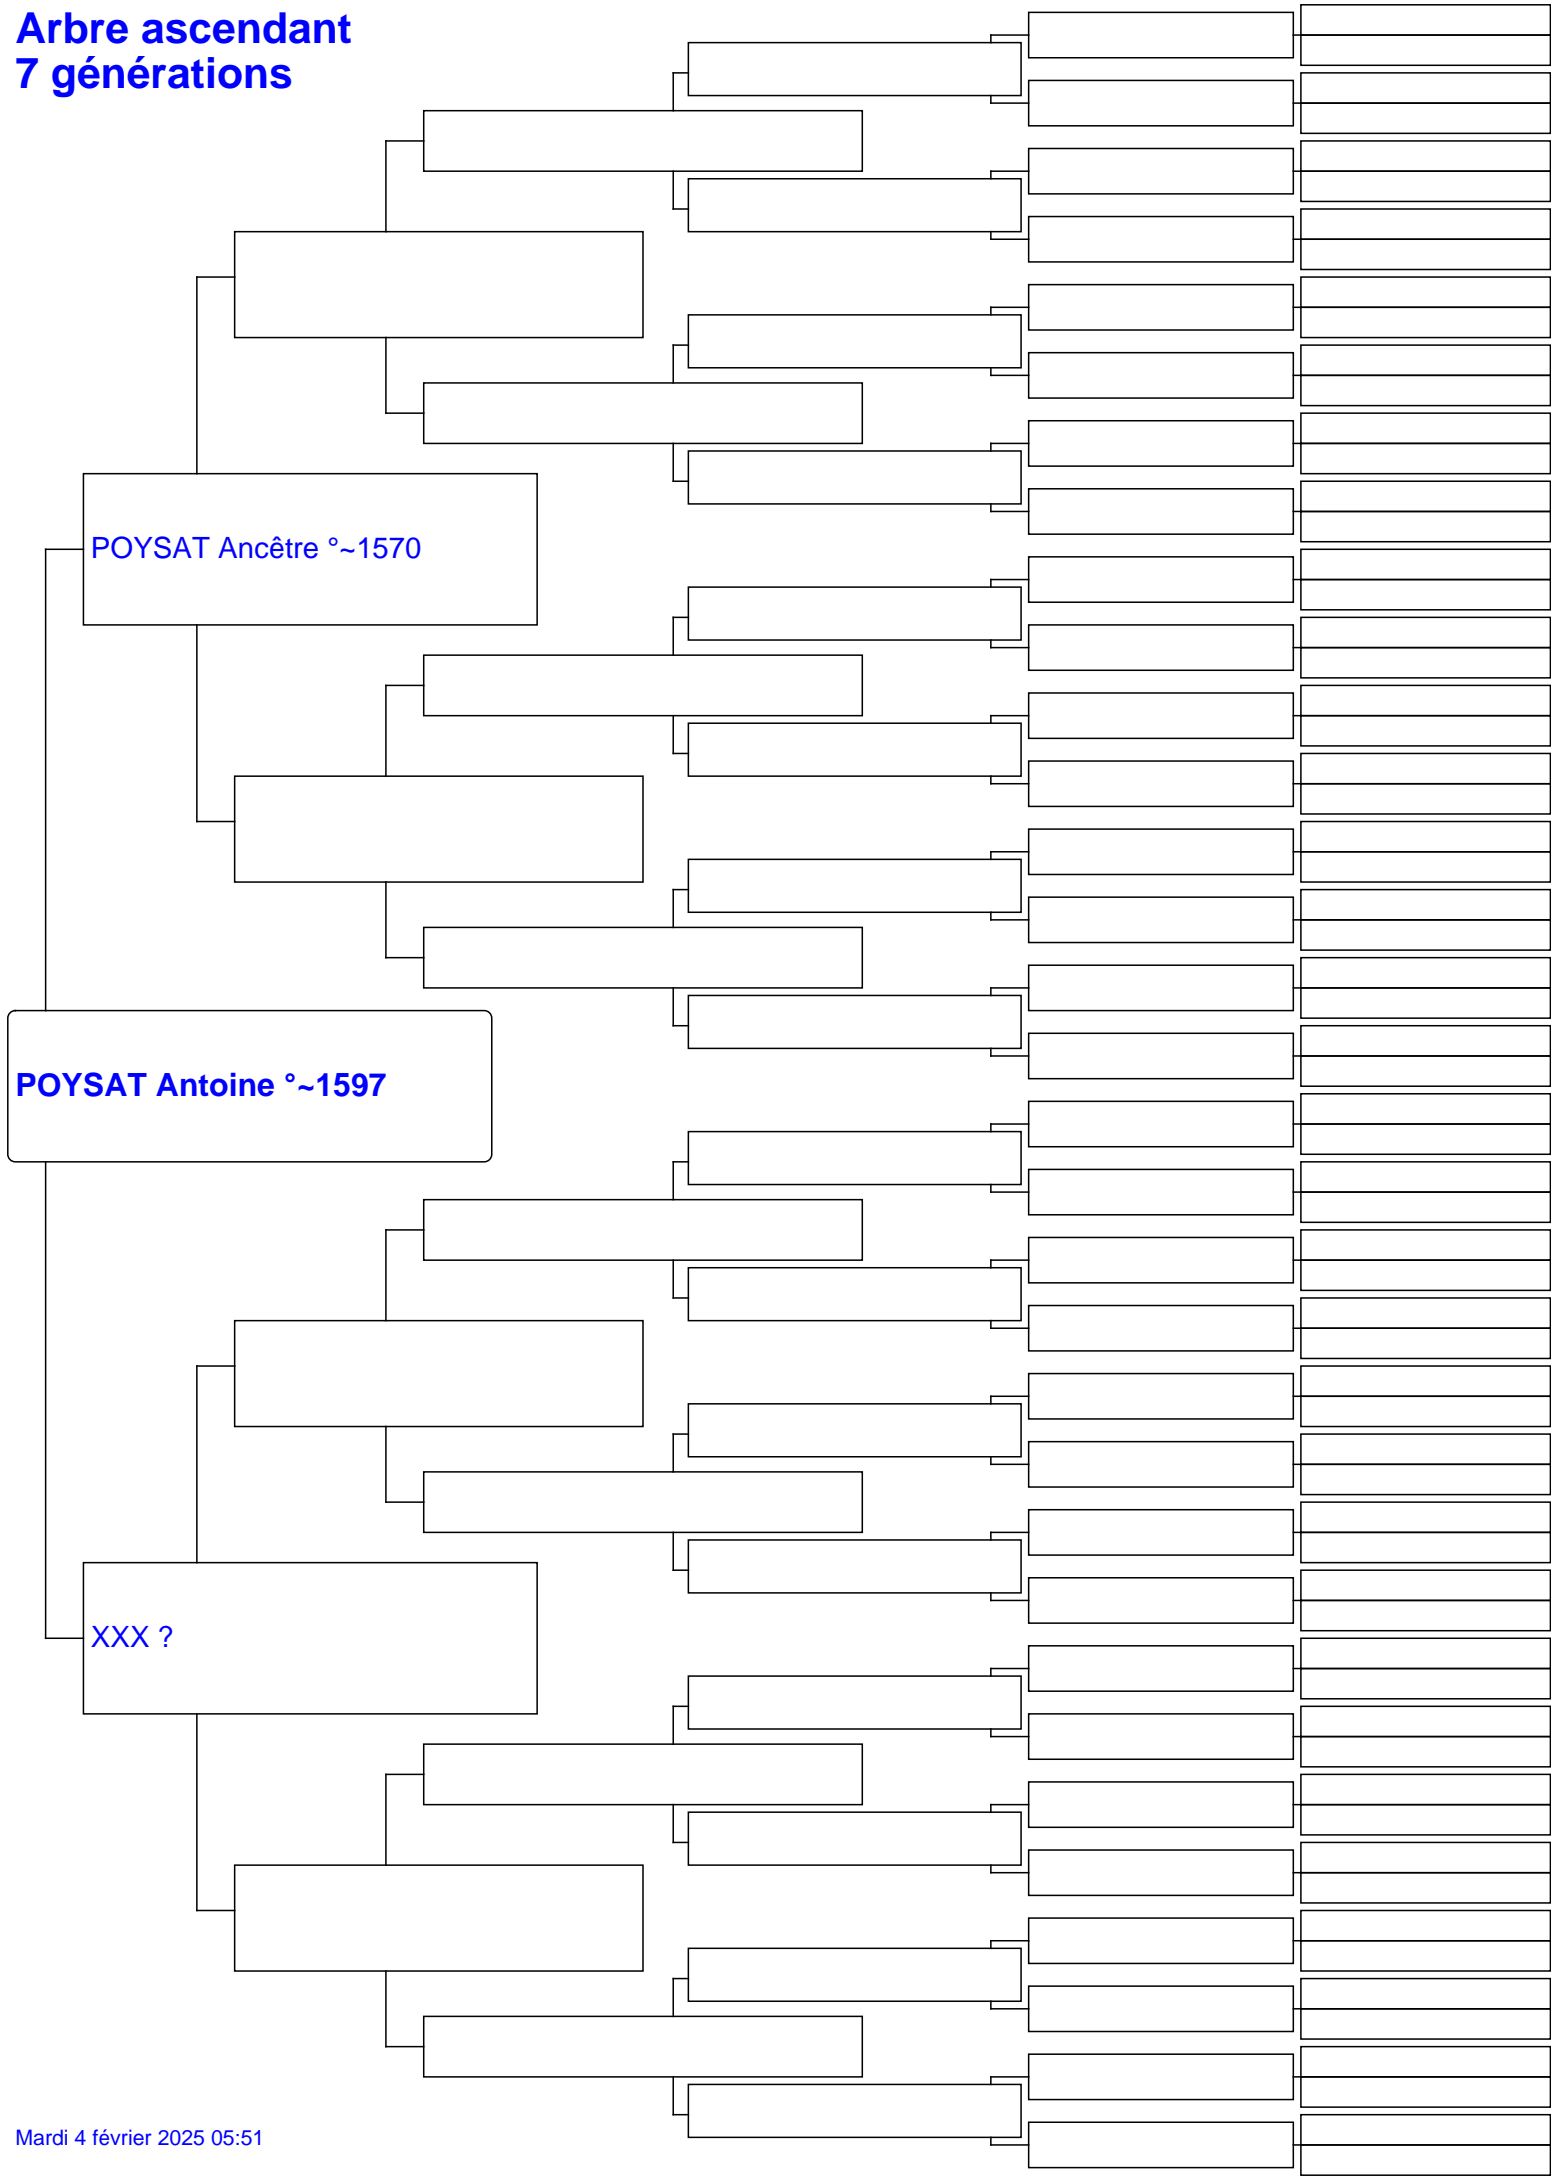 Arbre ascendant
7 générations
POYSAT Ancêtre °~1570
POYSAT Antoine °~1597
XXX ?
Mardi 4 février 2025 05:51